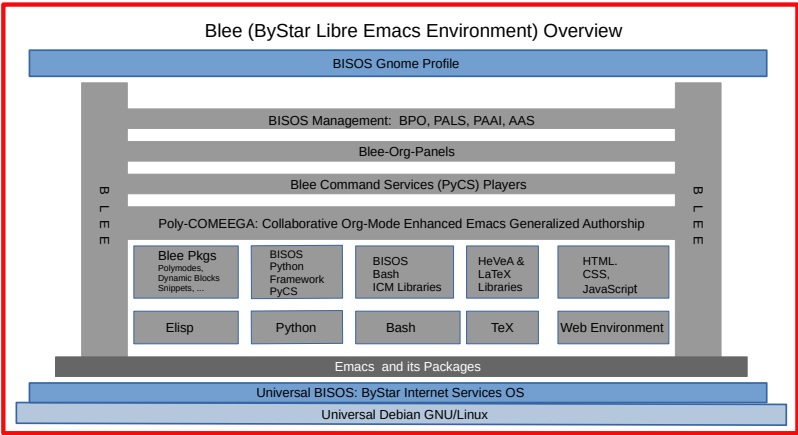 Blee (ByStar Libre Emacs Environment) Overview
BISOS Gnome Profile
BISOS Management:  BPO, PALS, PAAI, AAS
Blee-Org-Panels
Blee Command Services (PyCS) Players
Poly-COMEEGA: Collaborative Org-Mode Enhanced Emacs Generalized Authorship
B L E E
B L E E
Blee Pkgs
Polymodes,
Dynamic Blocks
Snippets, ...
BISOS
Python
Framework
PyCS
BISOS
Bash
ICM Libraries
HeVeA &
LaTeX
Libraries
HTML.
CSS,
JavaScript
Elisp
Python
Bash
TeX
Web Environment
Emacs  and its Packages
Universal BISOS: ByStar Internet Services OS
Universal Debian GNU/Linux